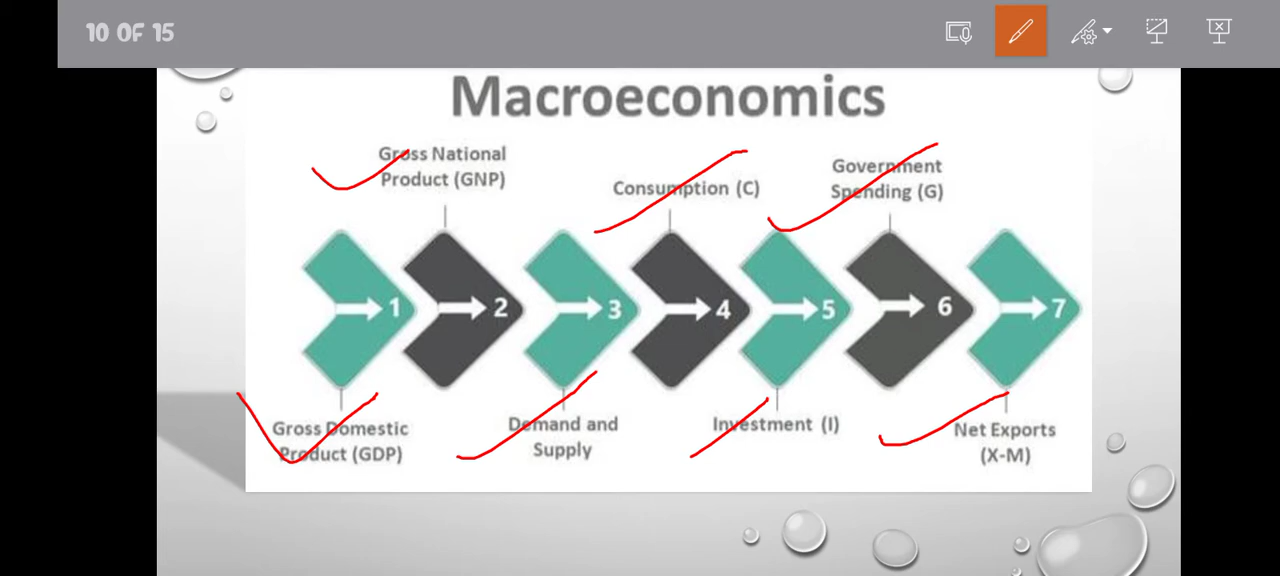 10 OF 15
Macroeconomics
Gross National
Product (GNP)
Consumption (C)
Government
Spending (G)
1
2
3
4
5
6
7
Gross Domestic
Product (GDP)
Demand and
Supply
Investment (I)
Net Exports
(X-M)